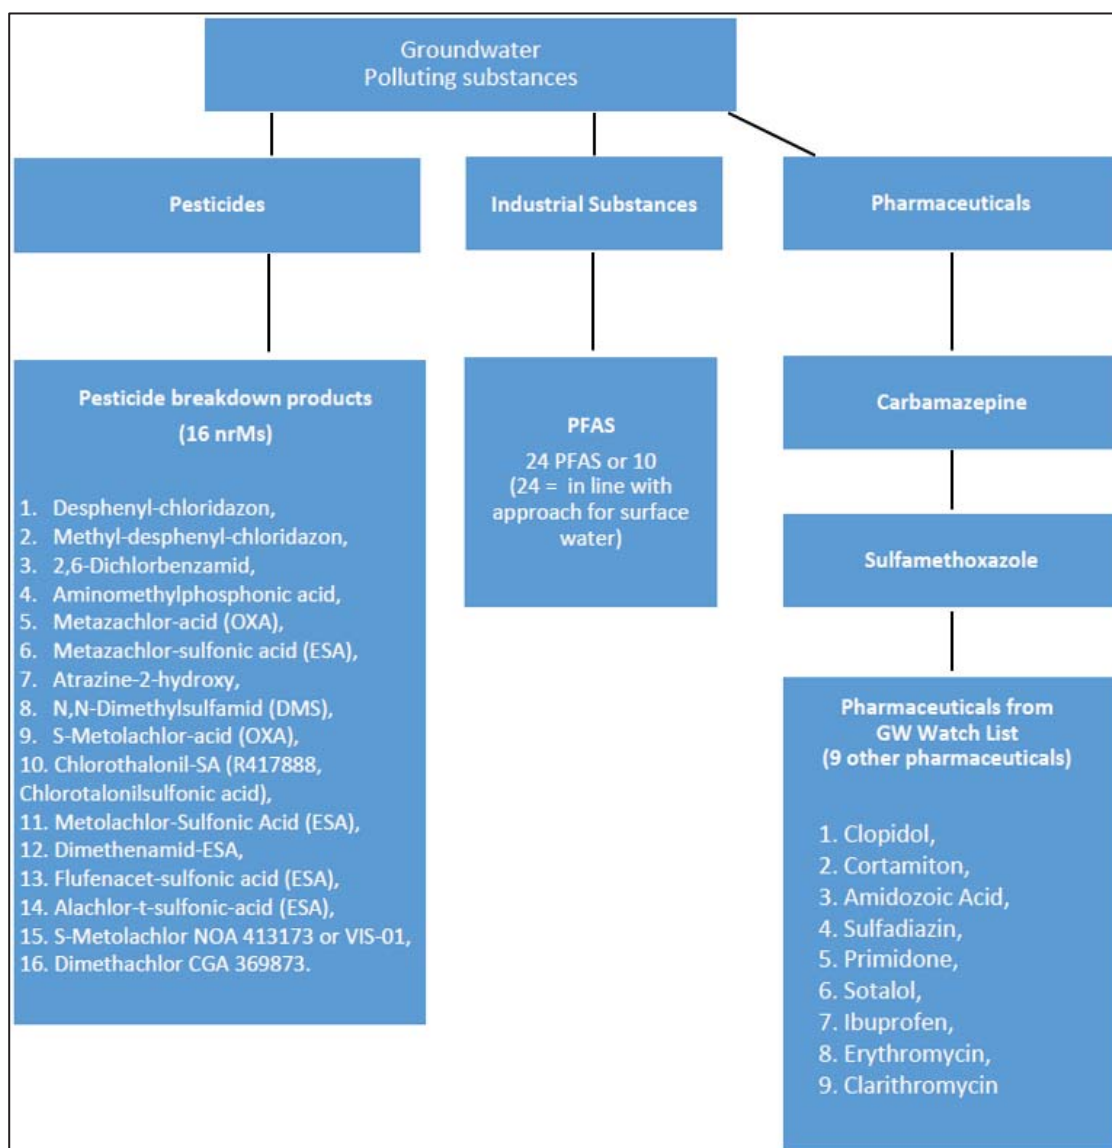 Groundwater
Polluting substances
Pesticides
Industrial Substances
Pharmaceuticals
Pesticide breakdown products
(16 nrMs)
1. Desphenyl-chloridazon,
2. Methyl-desphenyl-chloridazon,
3. 2,6-Dichlorbenzamid,
4. Aminomethylphosphonic acid,
5. Metazachlor-acid (OXA),
6. Metazachlor-sulfonic acid (ESA),
7. Atrazine-2-hydroxy,
8. N,N-Dimethylsulfamid (DMS),
9. S-Metolachlor-acid (OXA),
10. Chlorothalonil-SA (R417888,
Chlorotalonilsulfonic acid),
11. Metolachlor-Sulfonic Acid (ESA),
12. Dimethenamid-ESA,
13. Flufenacet-sulfonic acid (ESA),
14. Alachlor-t-sulfonic-acid (ESA),
15. S-Metolachlor NOA 413173 or VIS-01,
16. Dimethachlor CGA 369873.
PFAS
24 PFAS or 10
(24 = in line with
approach for surface
water)
Carbamazepine
Sulfamethoxazole
Pharmaceuticals from
GW Watch List
(9 other pharmaceuticals)
1. Clopidol,
2. Cortamiton,
3. Amidozoic Acid,
4. Sulfadiazin,
5. Primidone,
6. Sotalol,
7. Ibuprofen,
8. Erythromycin,
9. Clarithromycin